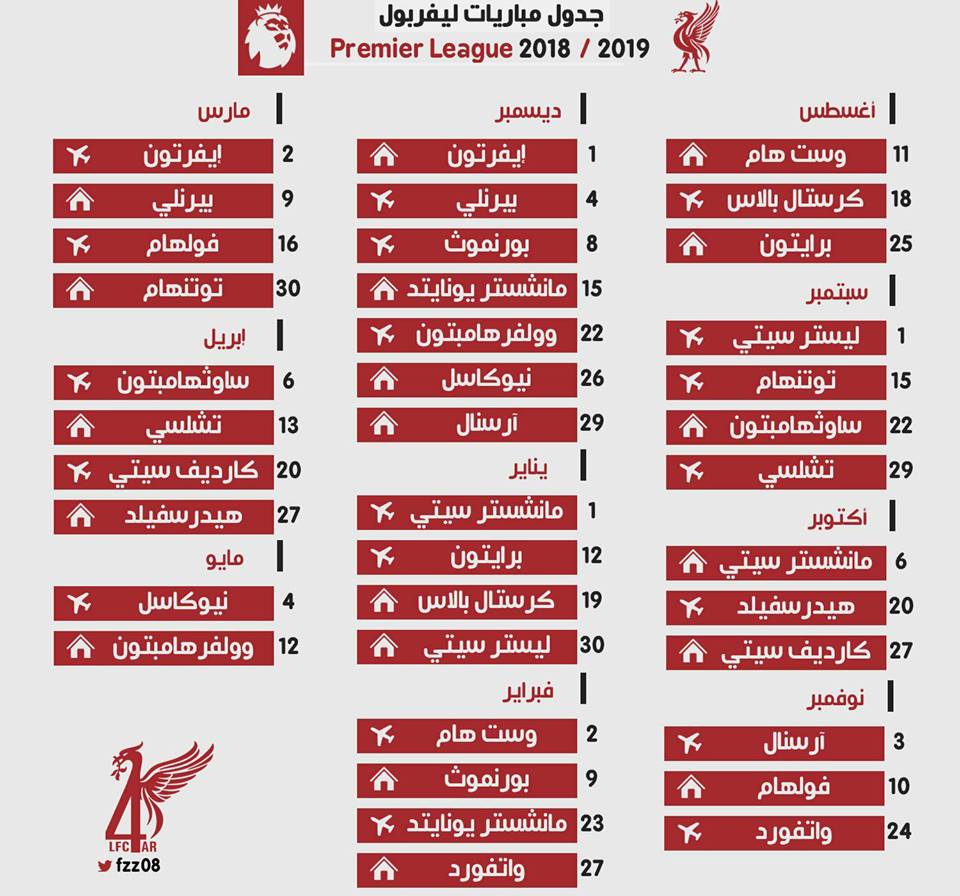 جدول مباريات ليفربول
Premier League 2018 / 2019
أغسطس
11 وست هام
18 كرستال بالاس
25 برايتون
سبتمبر
1 ليستر سيتي
15 توتنهام
22 ساوثهامبتون
29 تشلسي
أكتوبر
6 مانشستر سيتي
20 هيدرسفيلد
27 كارديف سيتي
نوفمبر
3 آرسنال
10 فولهام
24 واتفورد
ديسمبر
1 إيفرتون
4 بيرنلي
8 بورنموث
15 مانشستر يونايتد
22 وولفرهامبتون
26 نيوكاسل
29 آرسنال
يناير
1 مانشستر سيتي
12 برايتون
19 كرستال بالاس
30 ليستر سيتي
فبراير
2 وست هام
9 بورنموث
23 مانشستر يونايتد
27 واتفورد
مارس
2 إيفرتون
9 بيرنلي
16 فولهام
30 توتنهام
إبريل
6 ساوثهامبتون
13 تشلسي
20 كارديف سيتي
27 هيدرسفيلد
مايو
4 نيوكاسل
12 وولفرهامبتون
4
LFC AR
fzz08